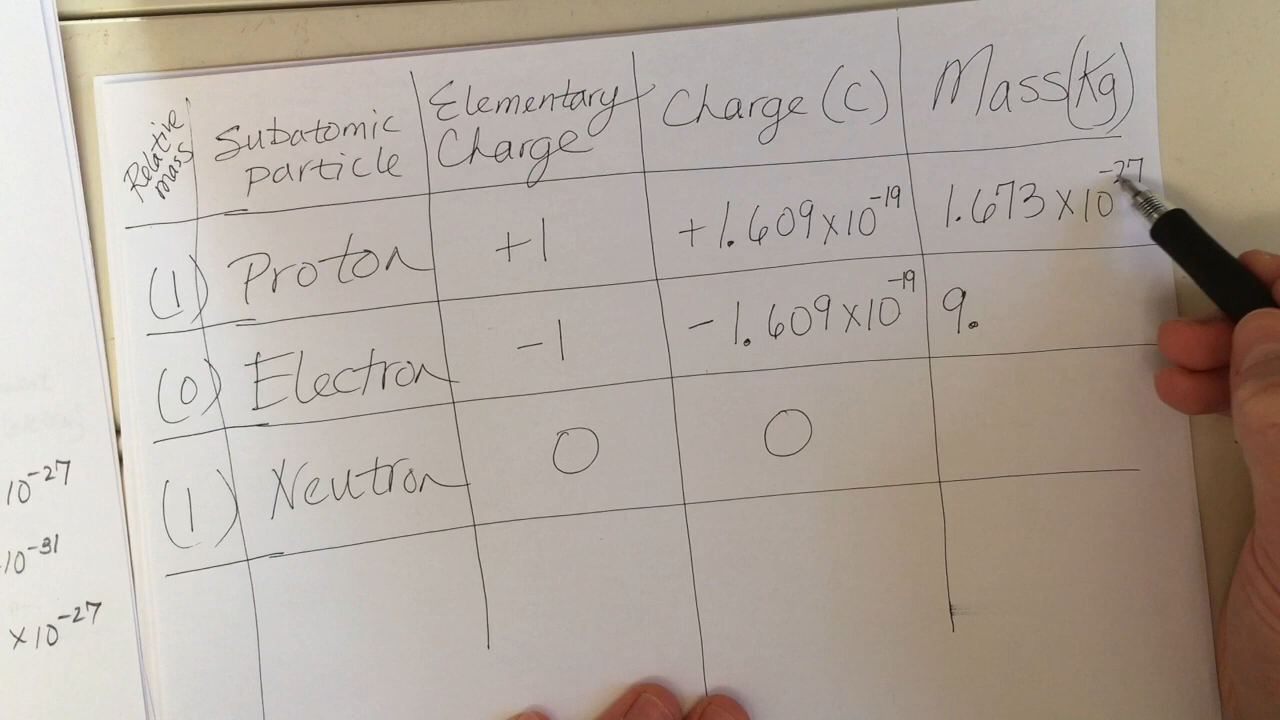 Relative mass
Subatomic particle
Elementary Charge
Charge (C)
Mass (Kg)
(1) Proton +1 +1.609x10⁻¹⁹ 1.673x10⁻²⁷
(0) Electron -1 -1.609x10⁻¹⁹ 9.
(1) Neutron 0 0
10⁻²⁷
10⁻³¹
x10⁻²⁷